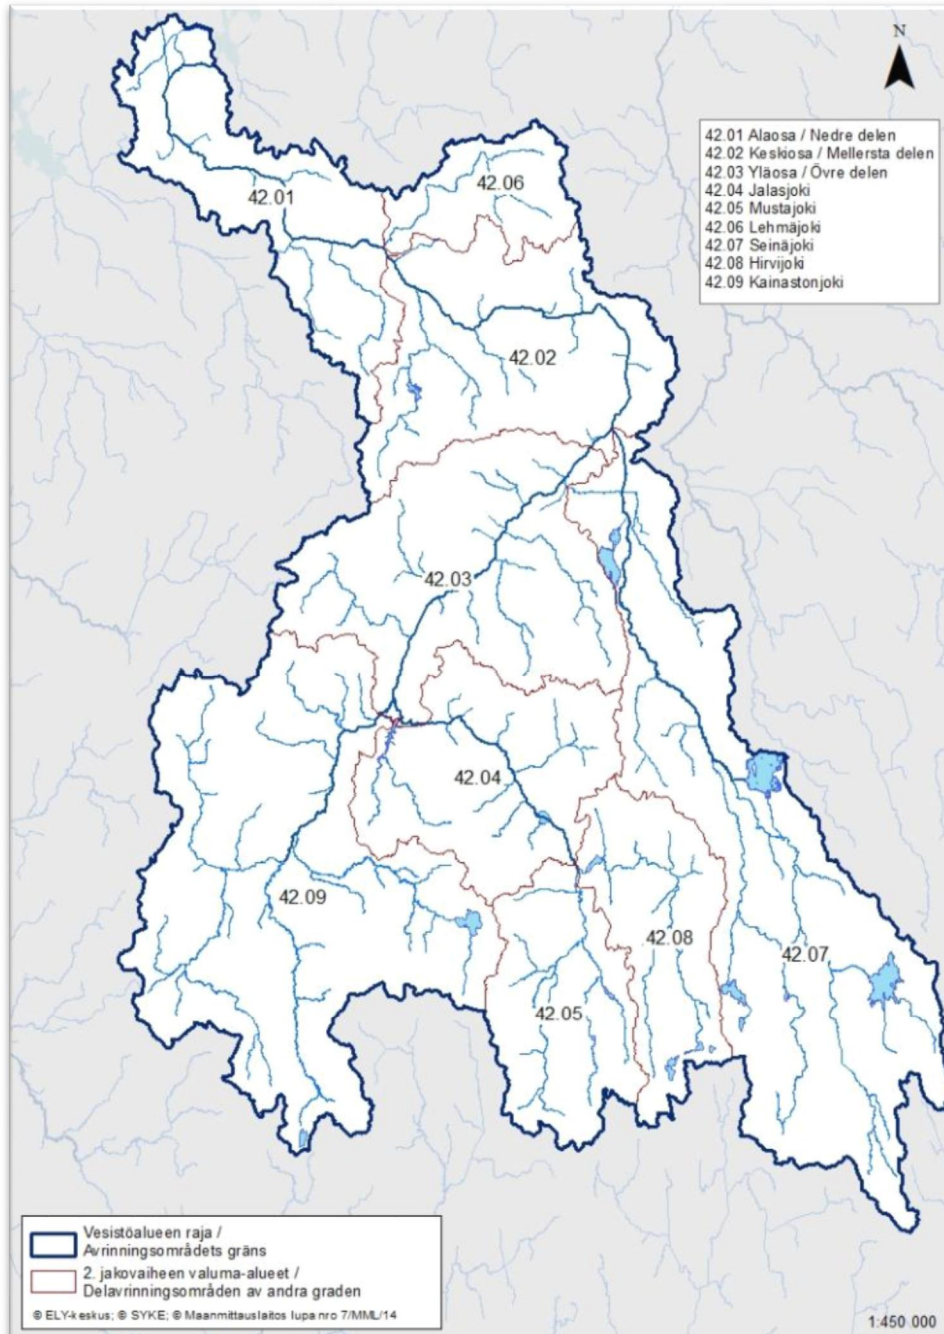 N
42.01 Alaosa / Nedre delen
42.02 Keskiosa / Mellersta delen
42.03 Yläosa / Övre delen
42.04 Jalasjoki
42.05 Mustajoki
42.06 Lehmäjoki
42.07 Seinäjoki
42.08 Hirvijoki
42.09 Kainastonjoki
42.06
42.01
42.02
42.03
42.04
42.09
42.08
42.07
42.05
Vesistöalueen raja /
Avrinningsområdets gräns
2. jakovaiheen valuma-alueet /
Delavrinningsområden av andra graden
© ELY-keskus; © SYKE; © Maanmittauslaitos lupa nro 7/MML/14
1:450 000